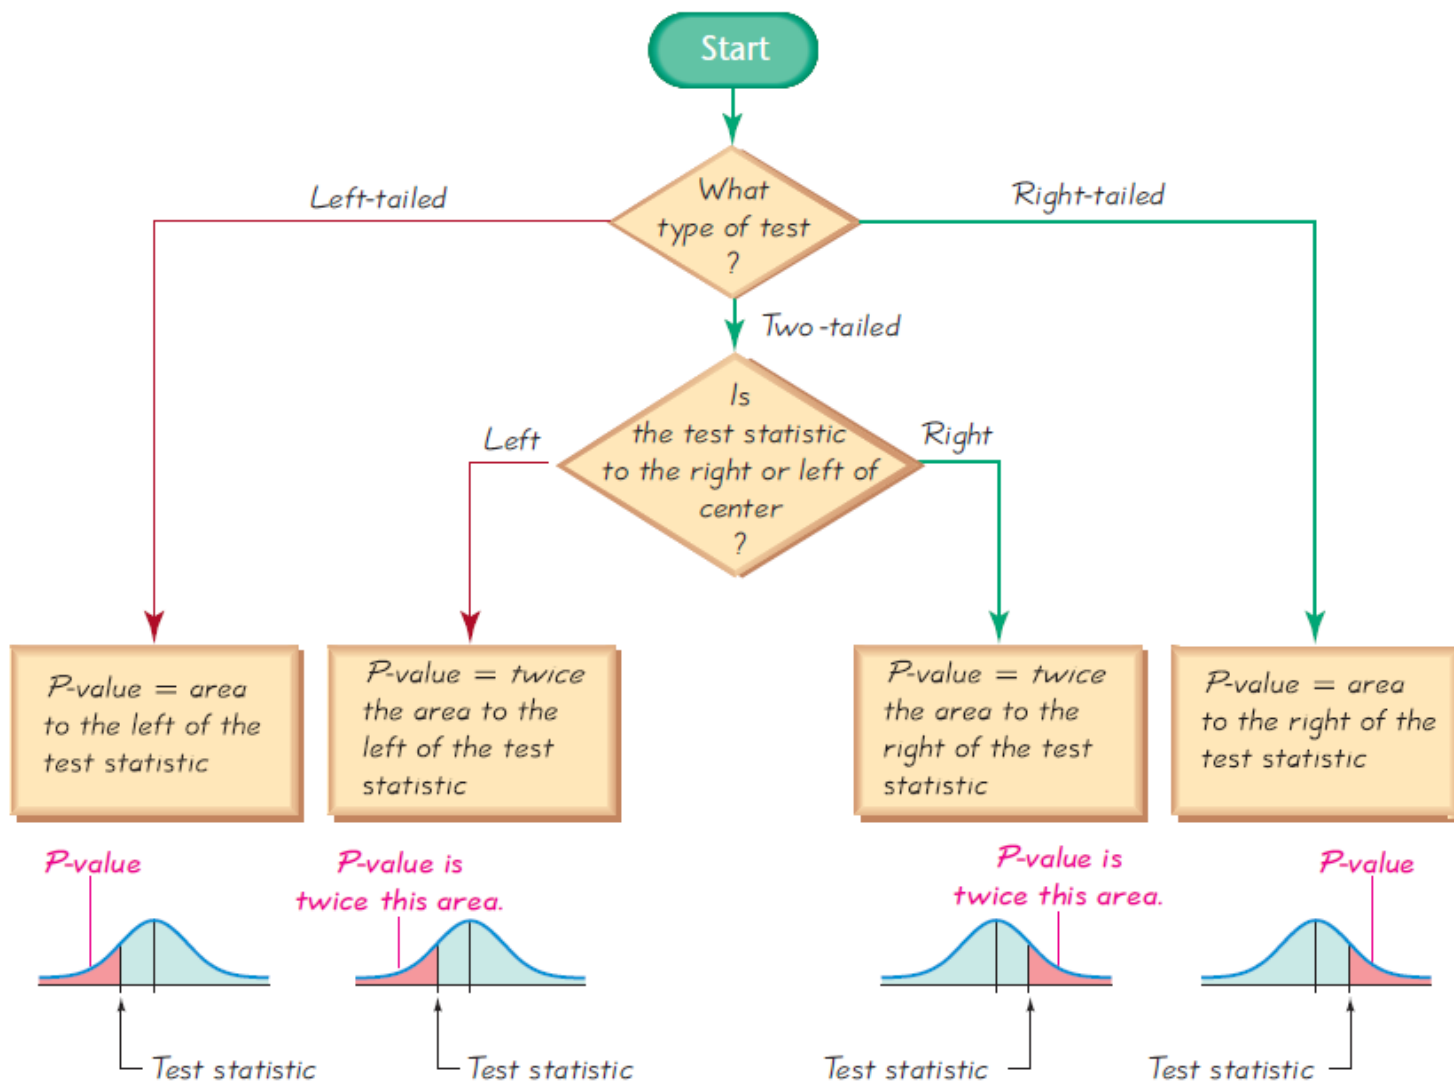 Start
What
type of test
?
Left-tailed
Right-tailed
Two-tailed
Is
the test statistic
to the right or left of
center
?
Left
Right
P-value = area
to the left of the
test statistic
P-value = twice
the area to the
left of the test
statistic
P-value = twice
the area to the
right of the test
statistic
P-value = area
to the right of the
test statistic
P-value
P-value is
twice this area.
P-value is
twice this area.
P-value
Test statistic
Test statistic
Test statistic
Test statistic